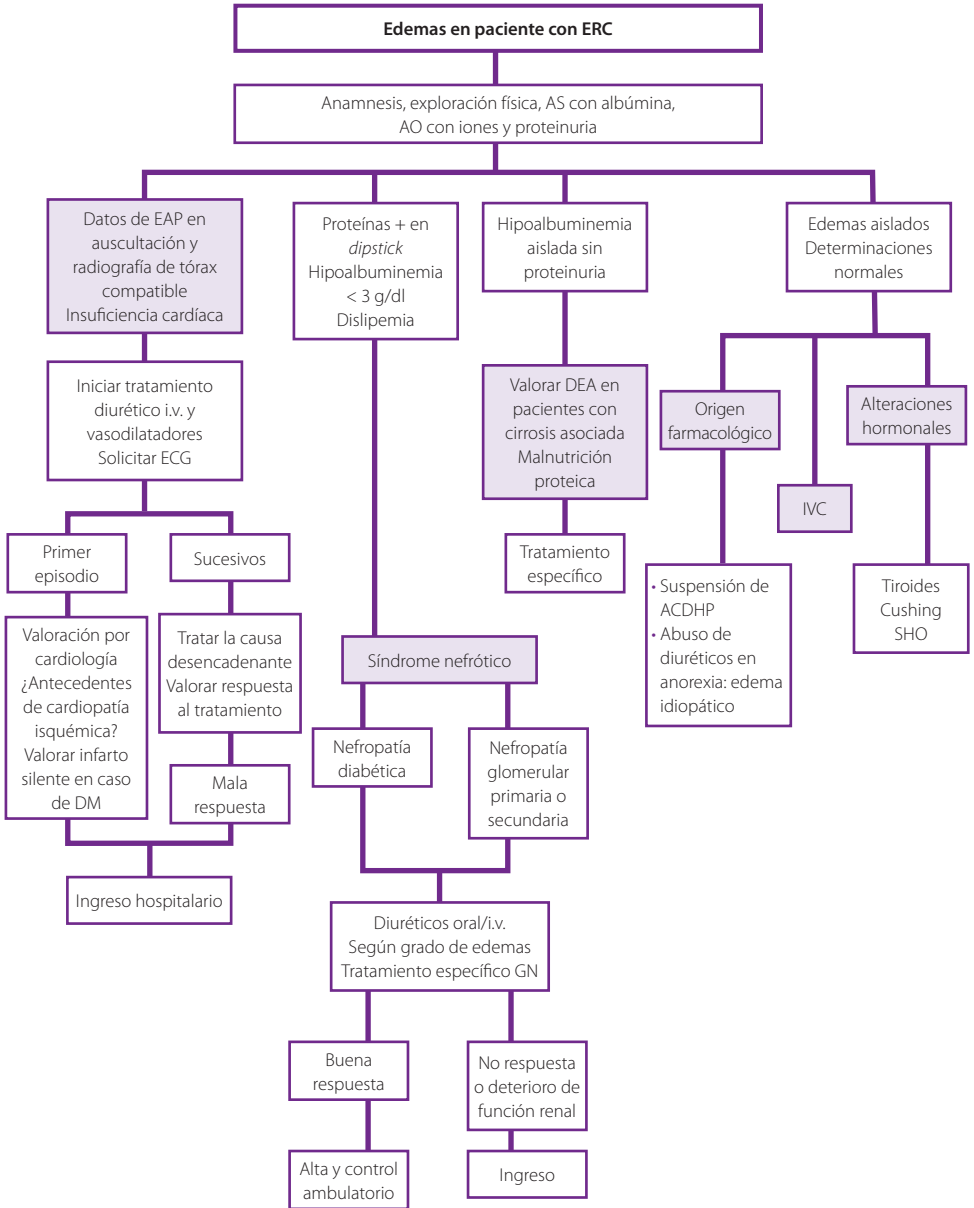 Edemas en paciente con ERC
Anamnesis, exploración física, AS con albúmina,
AO con iones y proteinuria
Datos de EAP en
auscultación y
radiografía de tórax
compatible
Insuficiencia cardíaca
Proteínas + en
dipstick
Hipoalbuminemia
< 3 g/dl
Dislipemia
Hipoalbuminemia
aislada sin
proteinuria
Edemas aislados
Determinaciones
normales
Iniciar tratamiento
diurético i.v. y
vasodilatadores
Solicitar ECG
Valorar DEA en
pacientes con
cirrosis asociada
Malnutrición
proteica
Origen
farmacológico
IVC
Alteraciones
hormonales
Primer
episodio
Sucesivos
Tratamiento
específico
• Suspensión de
ACDHP
• Abuso de
diuréticos en
anorexia: edema
idiopático
Tiroides
Cushing
SHO
Valoración por
cardiología
¿Antecedentes
de cardiopatía
isquémica?
Valorar infarto
silente en caso
de DM
Tratar la causa
desencadenante
Valorar respuesta
al tratamiento
Síndrome nefrótico
Mala
respuesta
Nefropatía
diabética
Nefropatía
glomerular
primaria o
secundaria
Ingreso hospitalario
Diuréticos oral/i.v.
Según grado de edemas
Tratamiento específico GN
Buena
respuesta
No respuesta
o deterioro de
función renal
Alta y control
ambulatorio
Ingreso